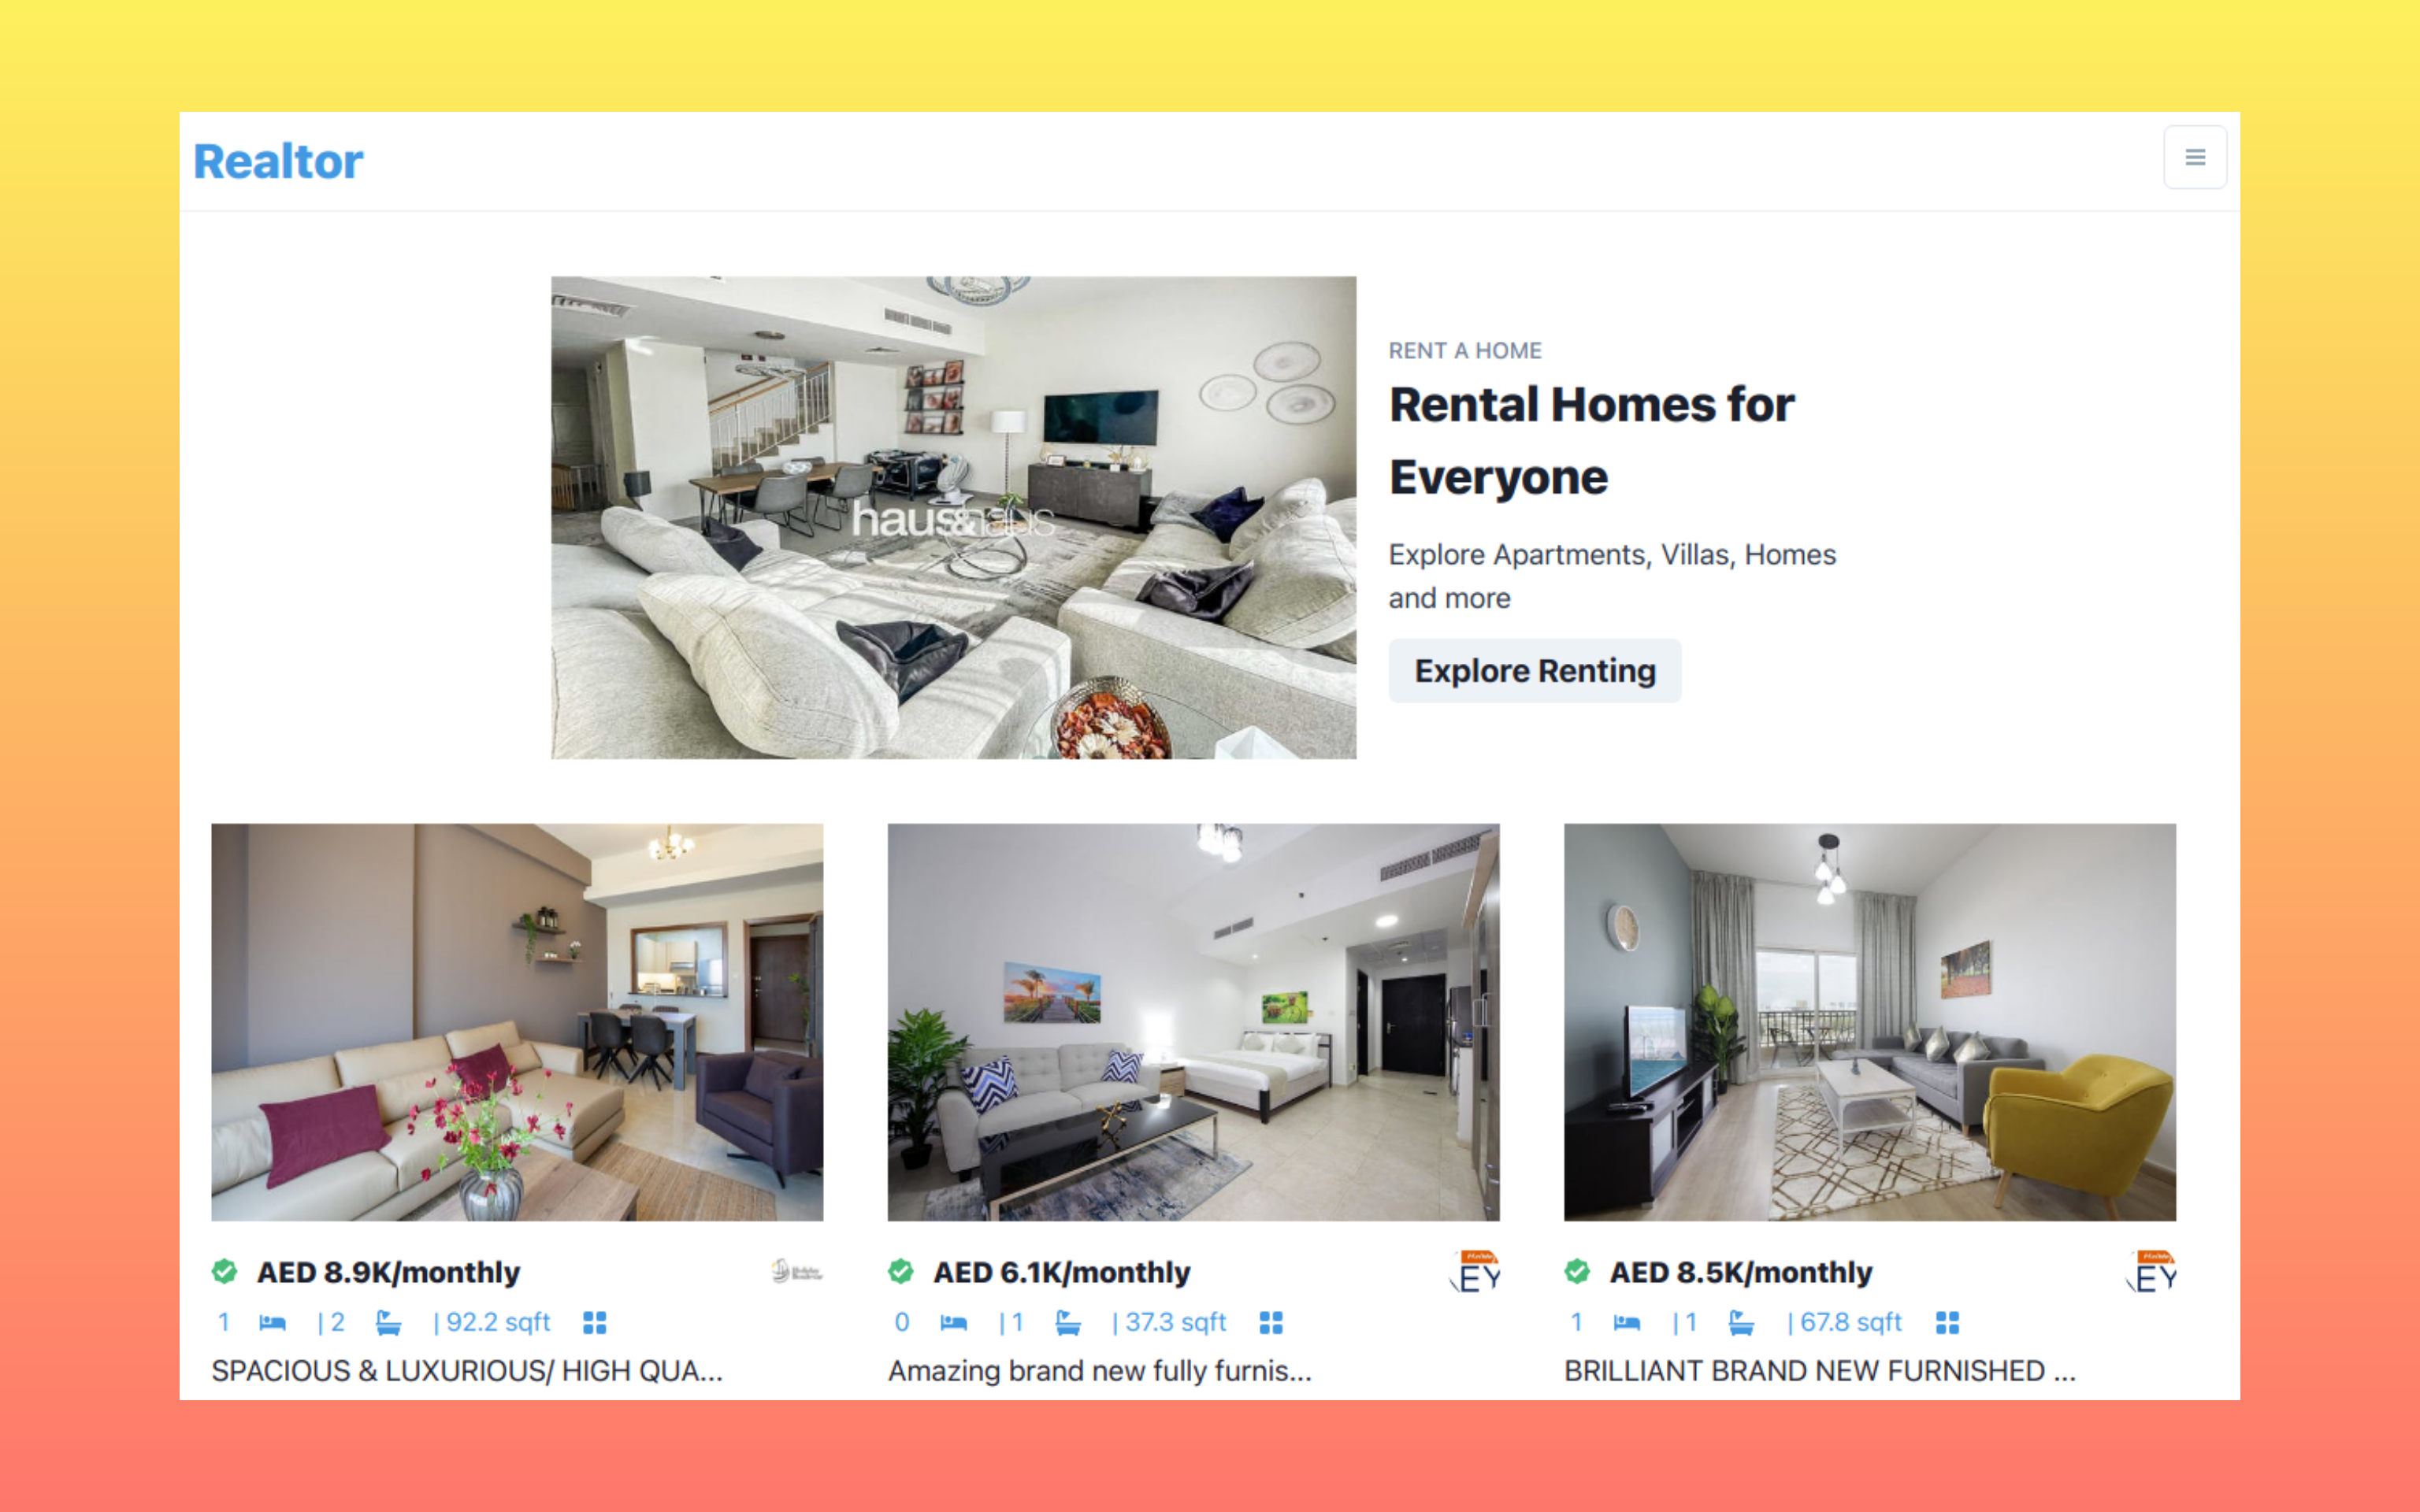 Realtor
haus&haus
RENT A HOME
Rental Homes for
Everyone
Explore Apartments, Villas, Homes
and more
Explore Renting
AED 8.9K/monthly
1 | 2 | 92.2 sqft
SPACIOUS & LUXURIOUS/ HIGH QUA...
AED 6.1K/monthly
EY
0 | 1 | 37.3 sqft
Amazing brand new fully furnis...
AED 8.5K/monthly
EY
1 | 1 | 67.8 sqft
BRILLIANT BRAND NEW FURNISHED ...